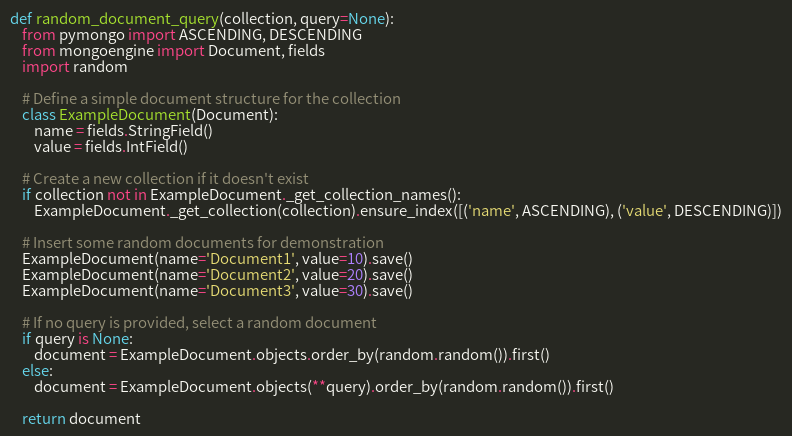 def random_document_query(collection, query=None):
    from pymongo import ASCENDING, DESCENDING
    from mongoengine import Document, fields
    import random

    # Define a simple document structure for the collection
    class ExampleDocument(Document):
        name = fields.StringField()
        value = fields.IntField()

    # Create a new collection if it doesn't exist
    if collection not in ExampleDocument._get_collection_names():
        ExampleDocument._get_collection(collection).ensure_index([('name', ASCENDING), ('value', DESCENDING)])

    # Insert some random documents for demonstration
    ExampleDocument(name='Document1', value=10).save()
    ExampleDocument(name='Document2', value=20).save()
    ExampleDocument(name='Document3', value=30).save()

    # If no query is provided, select a random document
    if query is None:
        document = ExampleDocument.objects.order_by(random.random()).first()
    else:
        document = ExampleDocument.objects(**query).order_by(random.random()).first()

    return document